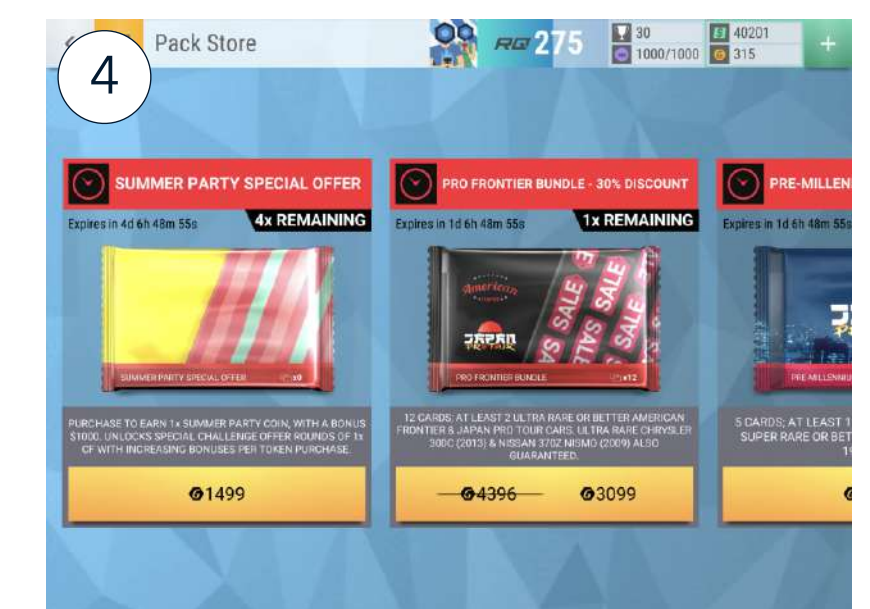 4
Pack Store
RQ 275
30
1000/1000
40201
315
+
SUMMER PARTY SPECIAL OFFER
Expires in 4d 6h 48m 55s
4x REMAINING
SUMMER PARTY SPECIAL OFFER
x0
PURCHASE TO EARN 1x SUMMER PARTY COIN, WITH A BONUS
$1000. UNLOCKS SPECIAL CHALLENGE OFFER ROUNDS OF 1x
CF WITH INCREASING BONUSES PER TOKEN PURCHASE.
1499
PRO FRONTIER BUNDLE - 30% DISCOUNT
Expires in 1d 6h 48m 55s
1x REMAINING
American
JAPAN
PRO TOUR
SALE SALE SALE SALE
PRO FRONTIER BUNDLE
x12
12 CARDS; AT LEAST 2 ULTRA RARE OR BETTER AMERICAN
FRONTIER & JAPAN PRO TOUR CARS. ULTRA RARE CHRYSLER
300C (2013) & NISSAN 370Z NISMO (2009) ALSO
GUARANTEED.
4396 3099
PRE-MILLEN
Expires in 1d 6h 48m 55s
PRE-MILLENNIU
5 CARDS; AT LEAST 1
SUPER RARE OR BET
19